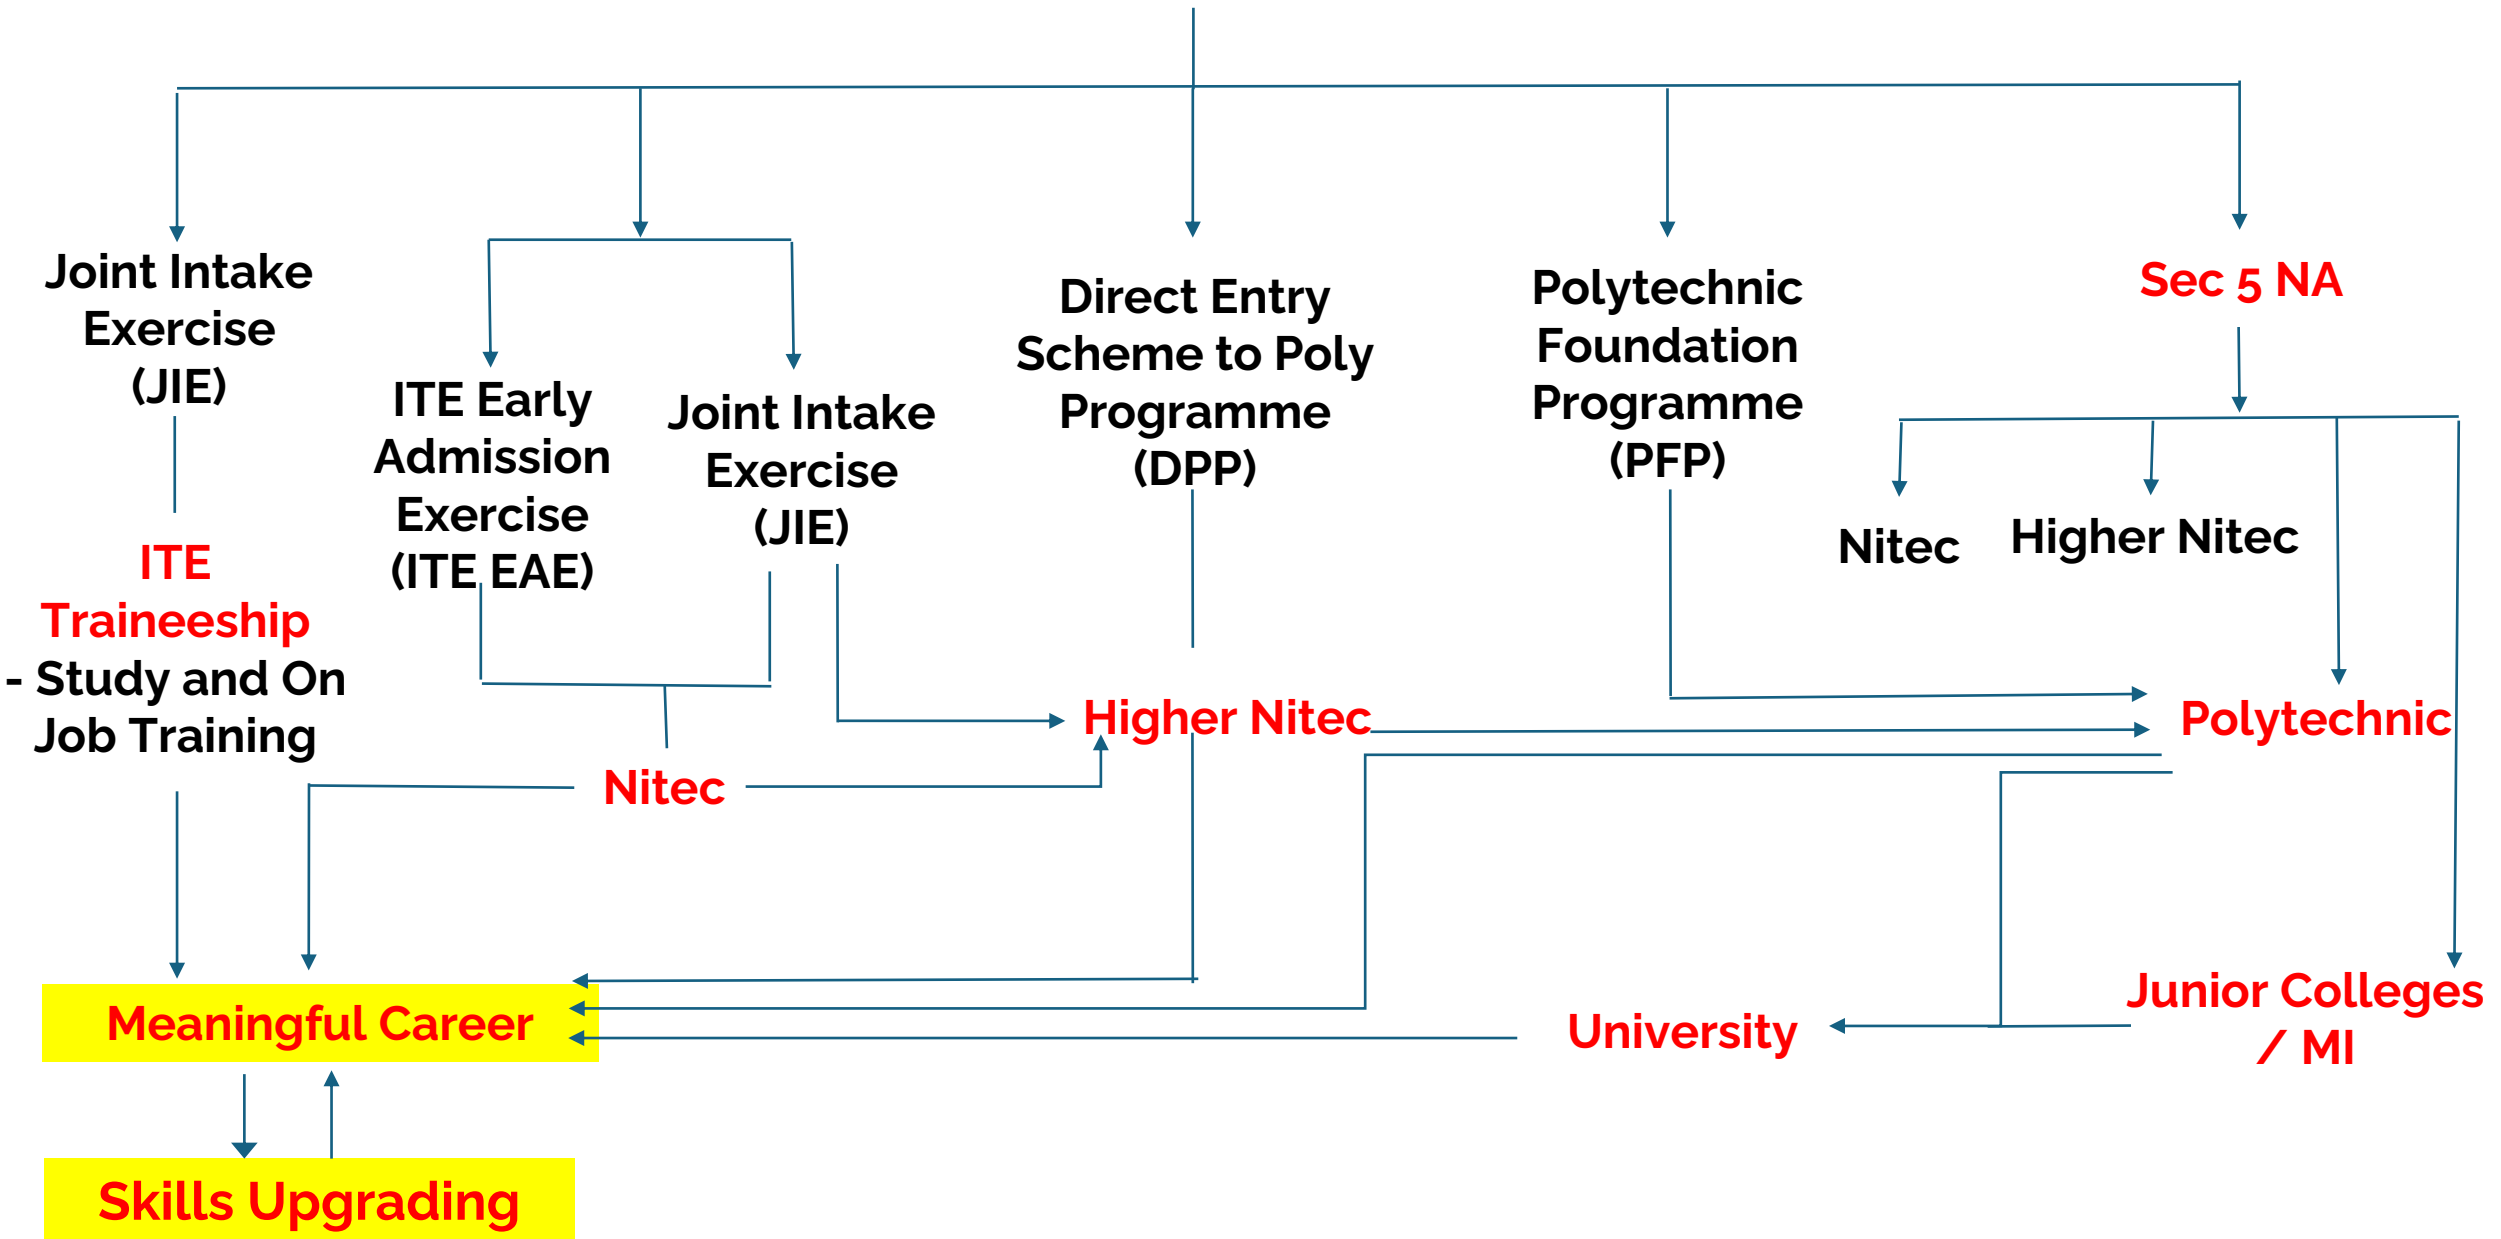 Joint Intake
Exercise
(JIE)
ITE Early
Admission
Exercise
(ITE EAE)
Joint Intake
Exercise
(JIE)
Direct Entry
Scheme to Poly
Programme
(DPP)
Polytechnic
Foundation
Programme
(PFP)
Sec 5 NA
Nitec
Higher Nitec
ITE
Traineeship
- Study and On
Job Training
Nitec
Higher Nitec
Polytechnic
Meaningful Career
University
Junior Colleges
/ MI
Skills Upgrading